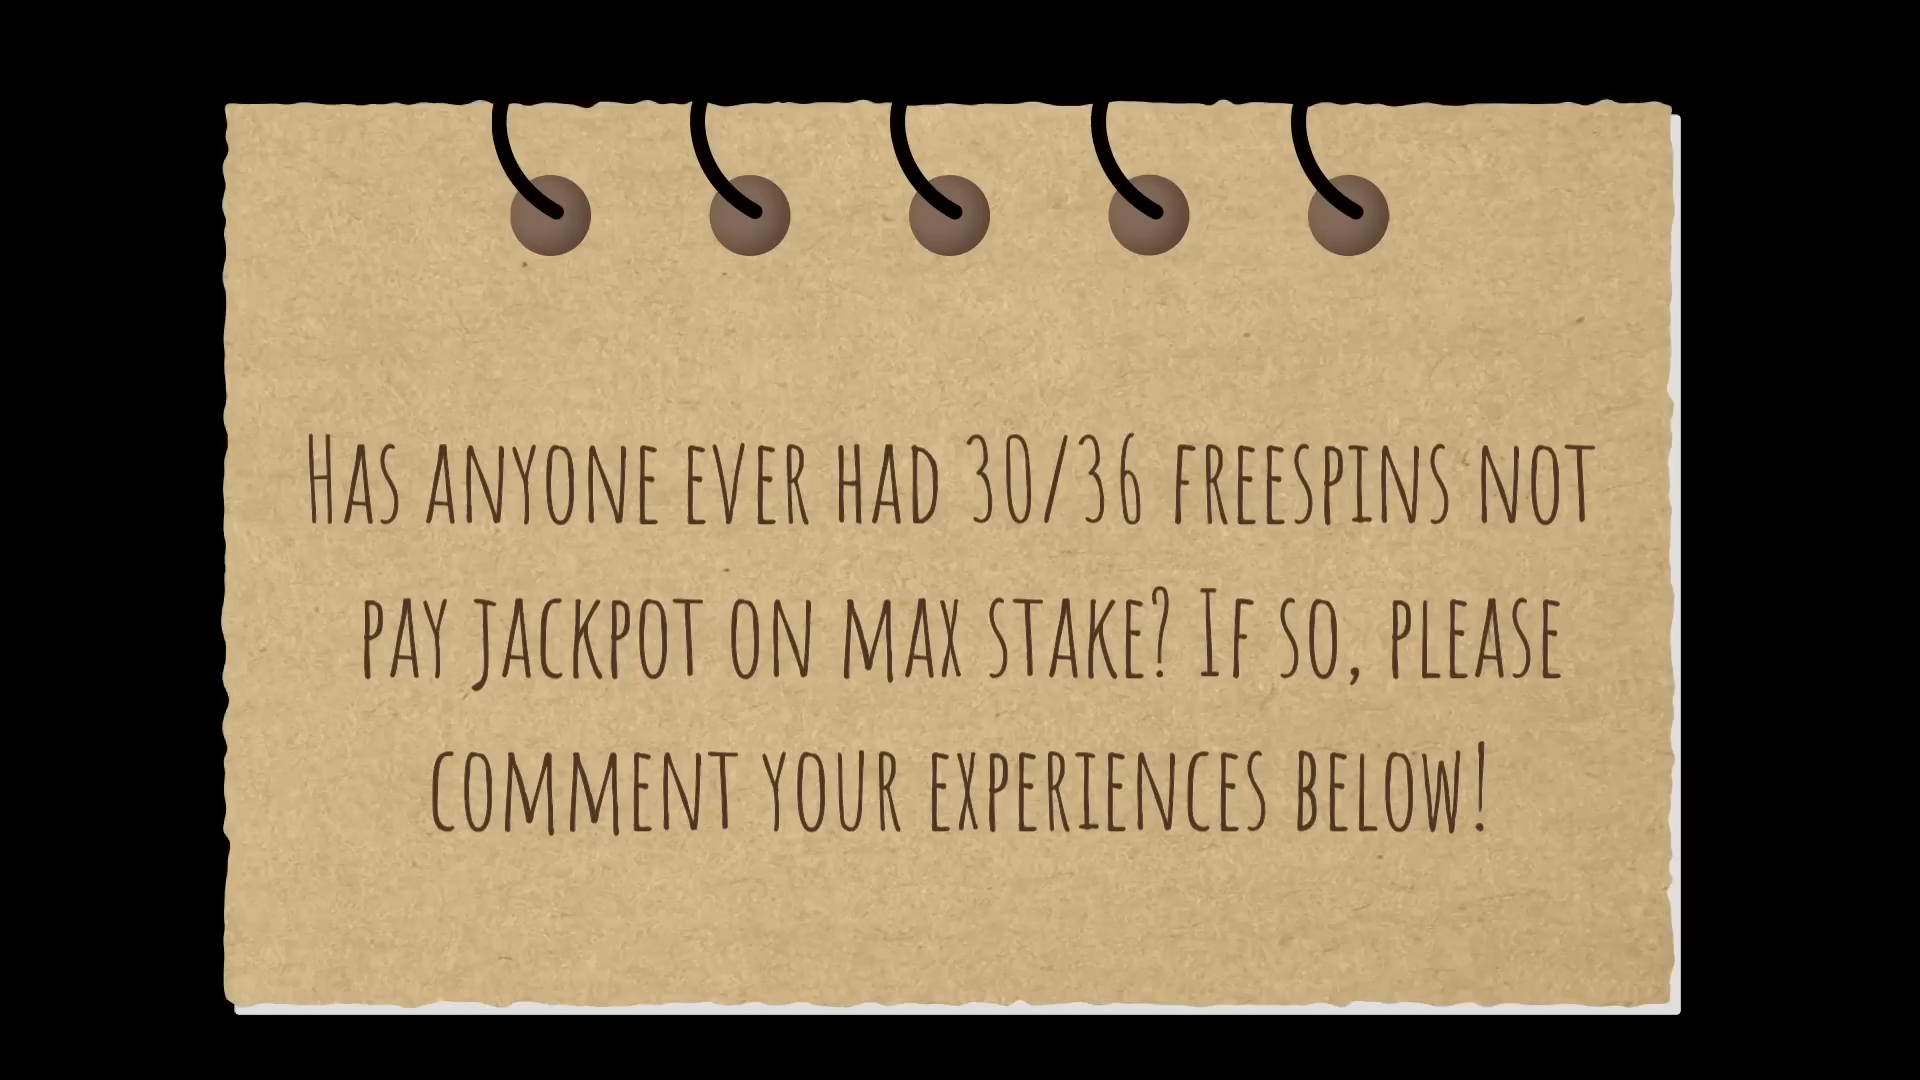 Has anyone ever had 30/36 freespins not
pay jackpot on max stake? If so, please
comment your experiences below!